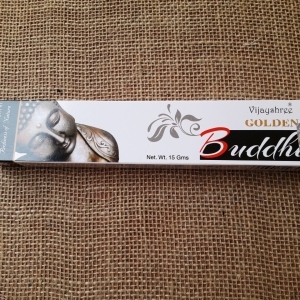 Vijayshree®
GOLDEN
Buddh
Net. Wt. 15 Gms